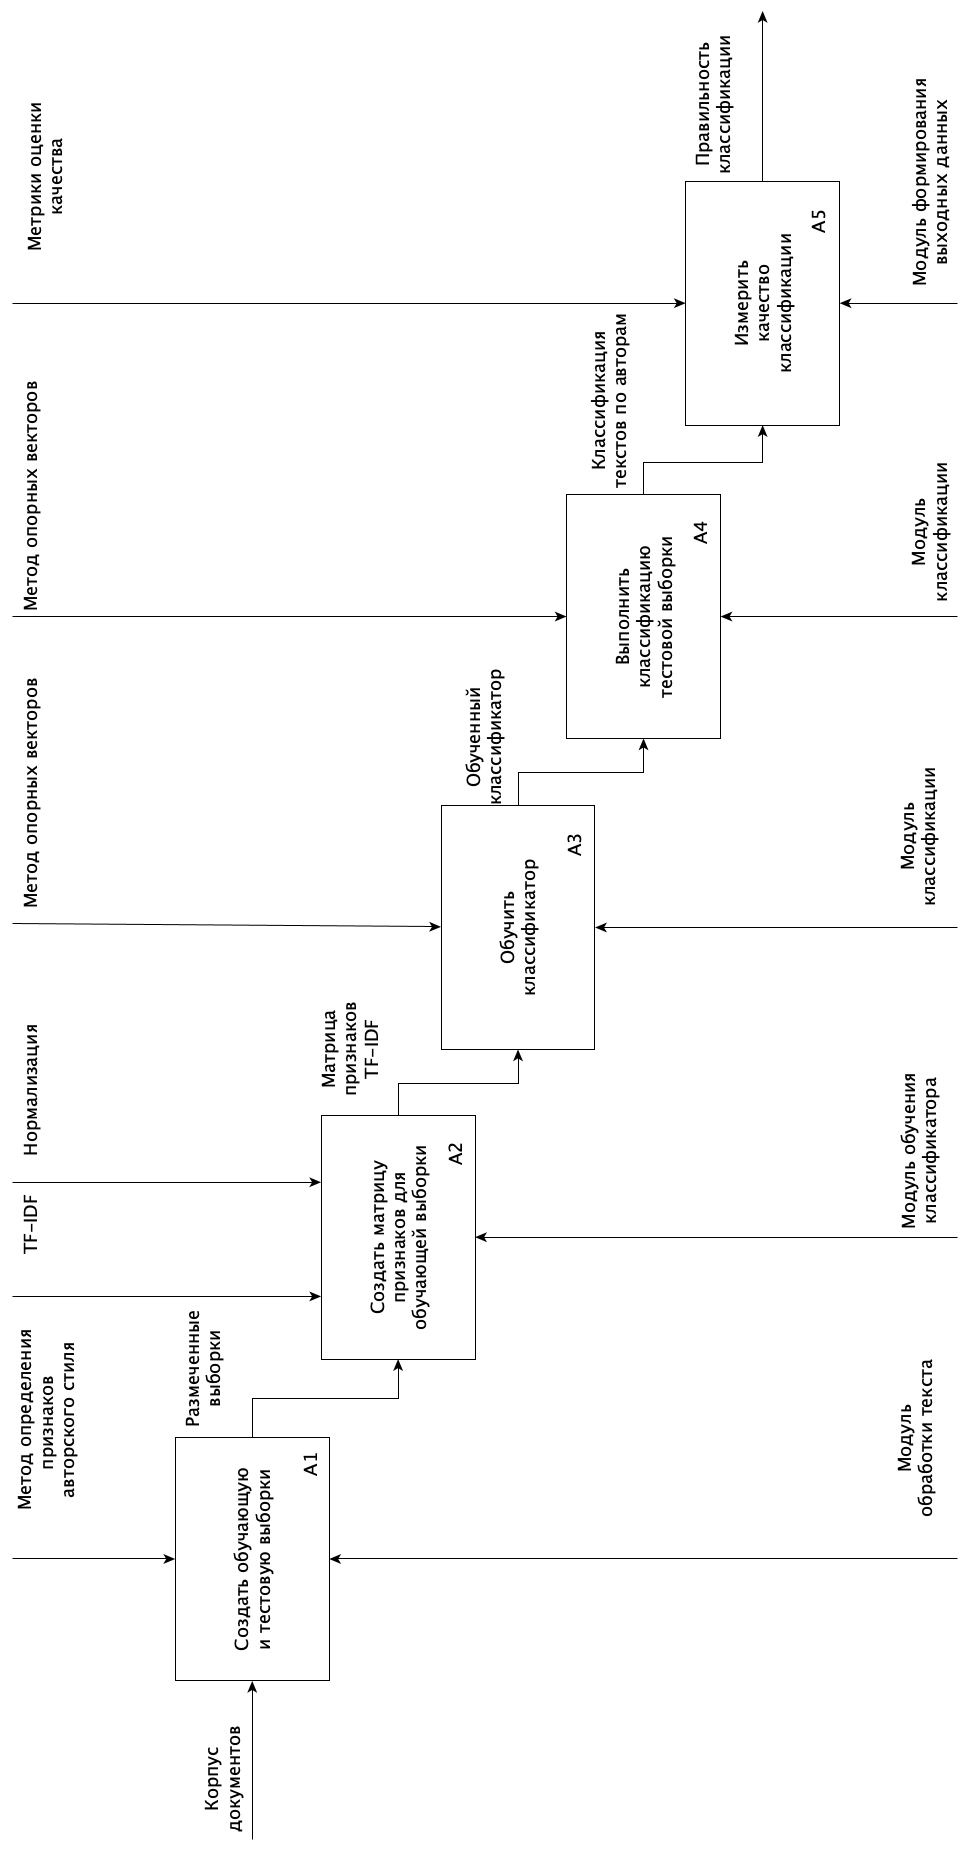 Метод определения
признаков
авторского стиля
TF-IDF
Нормализация
Метод опорных векторов
Метод опорных векторов
Метрики оценки
качества
Корпус
документов
Создать обучающую
и тестовую выборки
A1
Размеченные
выборки
Создать матрицу
признаков для
обучающей выборки
A2
Матрица
признаков
TF-IDF
Обучить
классификатор
A3
Обученный
классификатор
Выполнить
классификацию
тестовой выборки
A4
Классификация
текстов по авторам
Измерить
качество
классификации
A5
Правильность
классификации
Модуль
обработки текста
Модуль обучения
классификатора
Модуль
классификации
Модуль
классификации
Модуль формирования
выходных данных